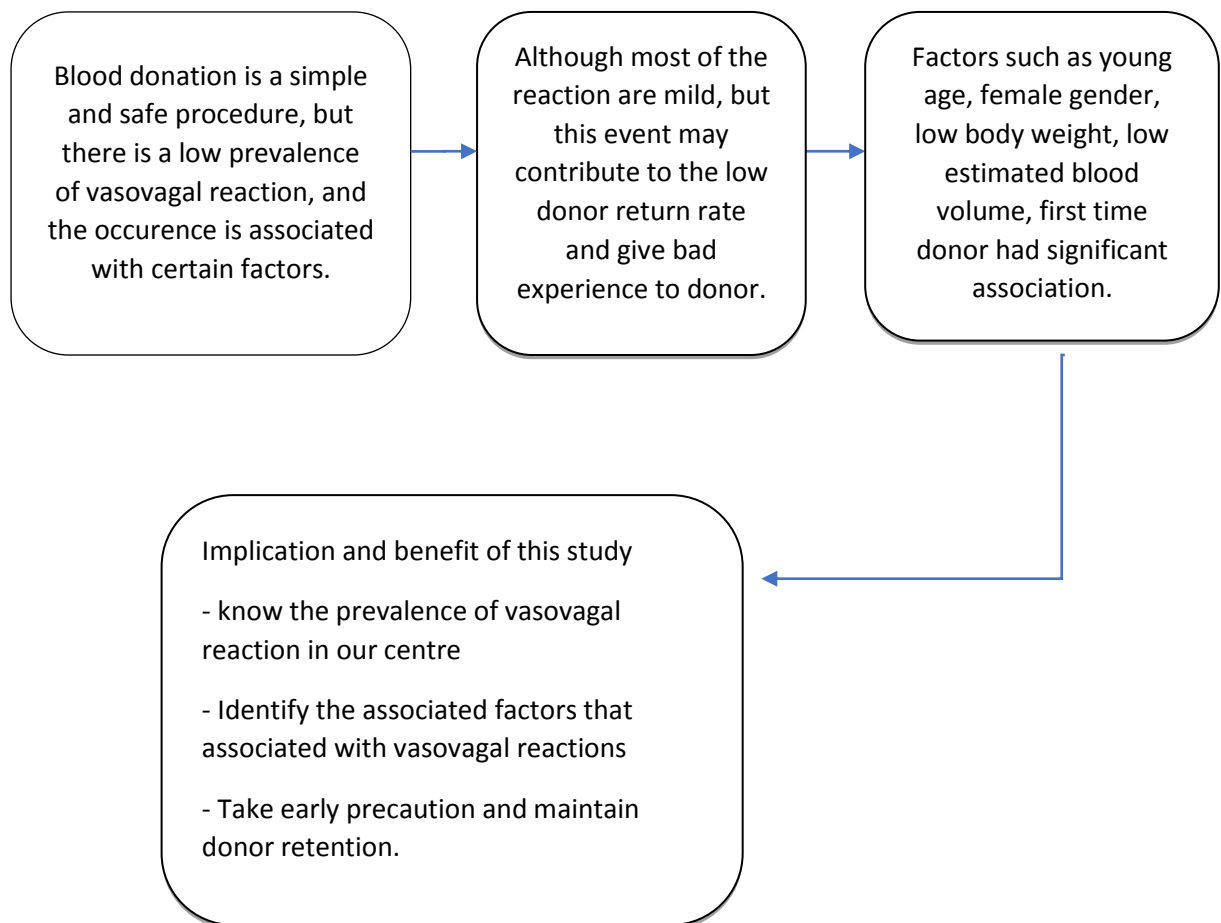 Blood donation is a simple
and safe procedure, but
there is a low prevalence
of vasovagal reaction, and
the occurence is associated
with certain factors.
Although most of the
reaction are mild, but
this event may
contribute to the low
donor return rate
and give bad
experience to donor.
Factors such as young
age, female gender,
low body weight, low
estimated blood
volume, first time
donor had significant
association.
Implication and benefit of this study
- know the prevalence of vasovagal
reaction in our centre
- Identify the associated factors that
associated with vasovagal reactions
- Take early precaution and maintain
donor retention.